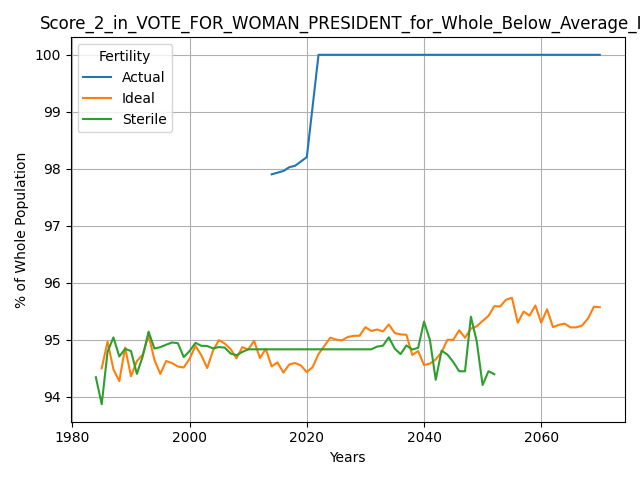 Score_2_in_VOTE_FOR_WOMAN_PRESIDENT_for_Whole_Below_Average_I
Fertility
Actual
Ideal
Sterile
% of Whole Population
100
99
98
97
96
95
94
1980 2000 2020 2040 2060
Years